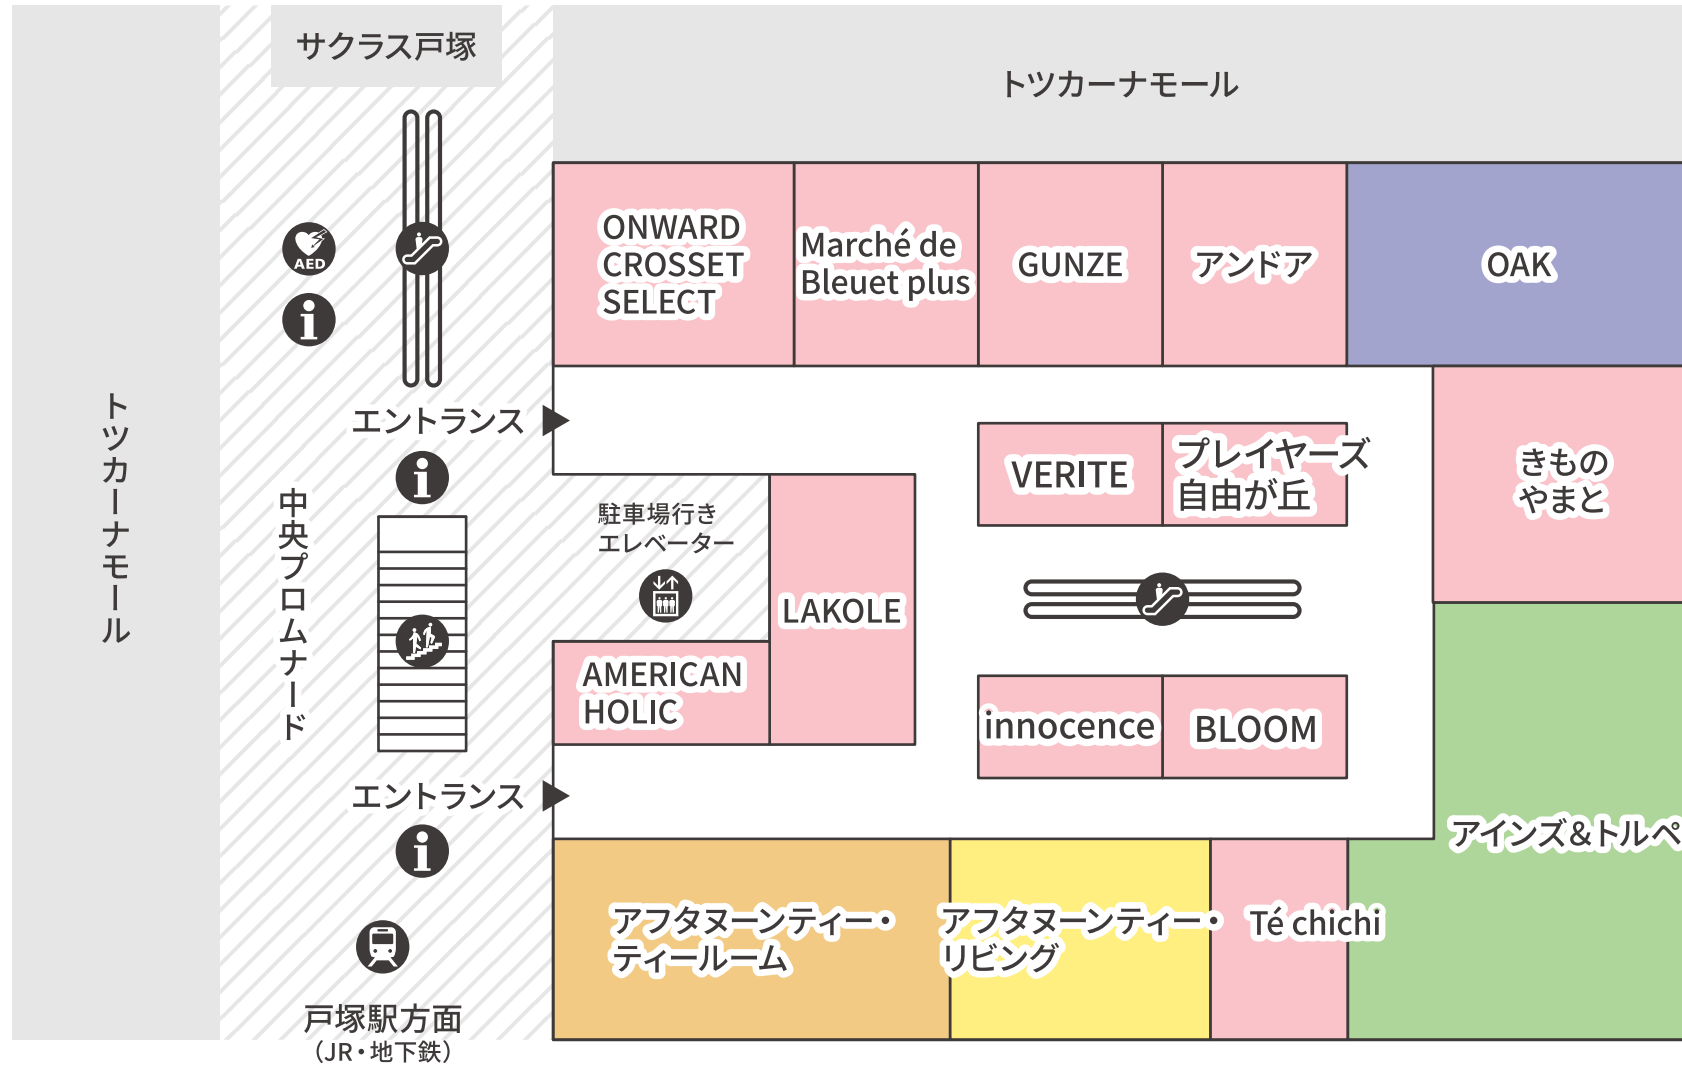 サクラス戸塚
トツカーナモール
トツカーナモール
AED
ONWARD
CROSSET
SELECT
Marché de
Bleuet plus
GUNZE
アンドア
OAK
エントランス
中央プロムナード
駐車場行き
エレベーター
LAKOLE
AMERICAN
HOLIC
VERITE
プレイヤーズ
自由が丘
きもの
やまと
innocence
BLOOM
エントランス
アフタヌーンティー・
ティールーム
アフタヌーンティー・
リビング
Té chichi
アインズ&トルペ
戸塚駅方面
（JR・地下鉄）